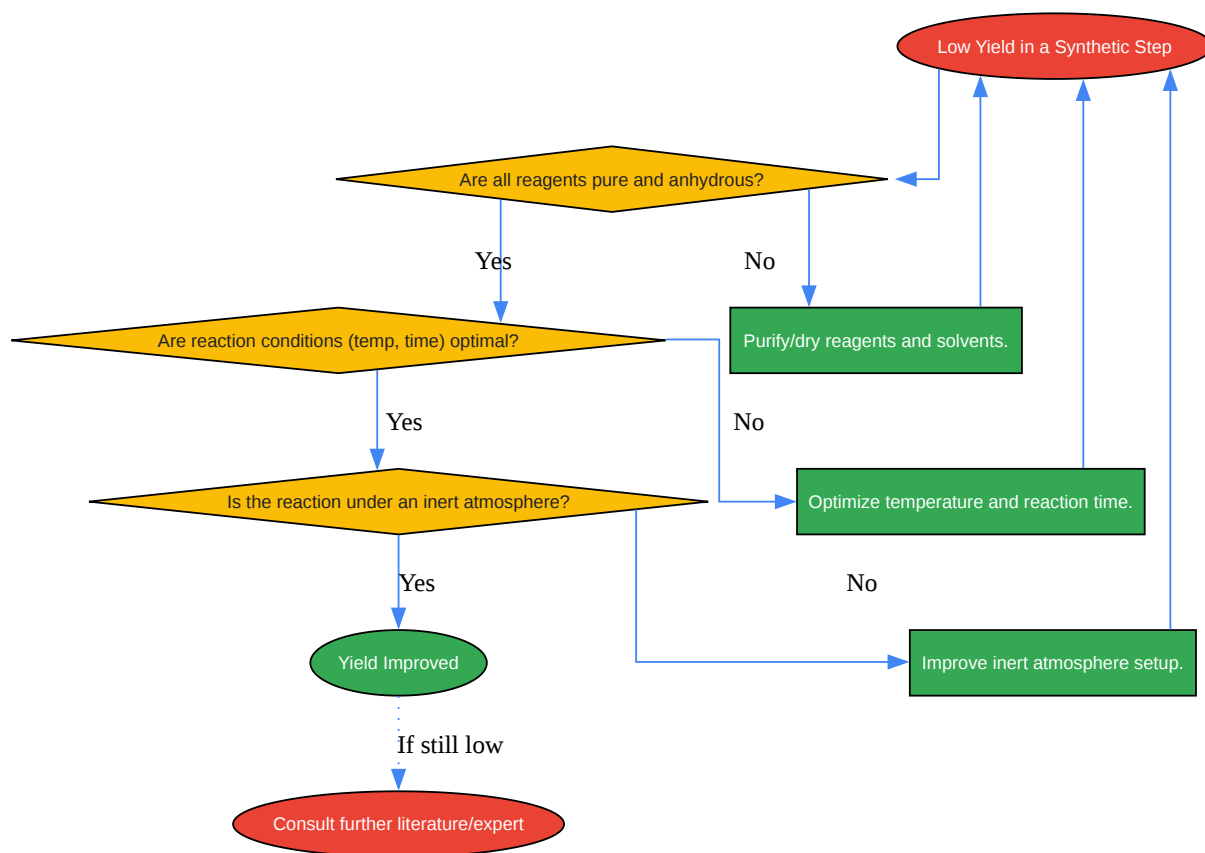 Low Yield in a Synthetic Step
Are all reagents pure and anhydrous?
Yes
No
Are reaction conditions (temp, time) optimal?
Purify/dry reagents and solvents.
Yes
No
Is the reaction under an inert atmosphere?
Optimize temperature and reaction time.
Yes
No
Yield Improved
Improve inert atmosphere setup.
If still low
Consult further literature/expert